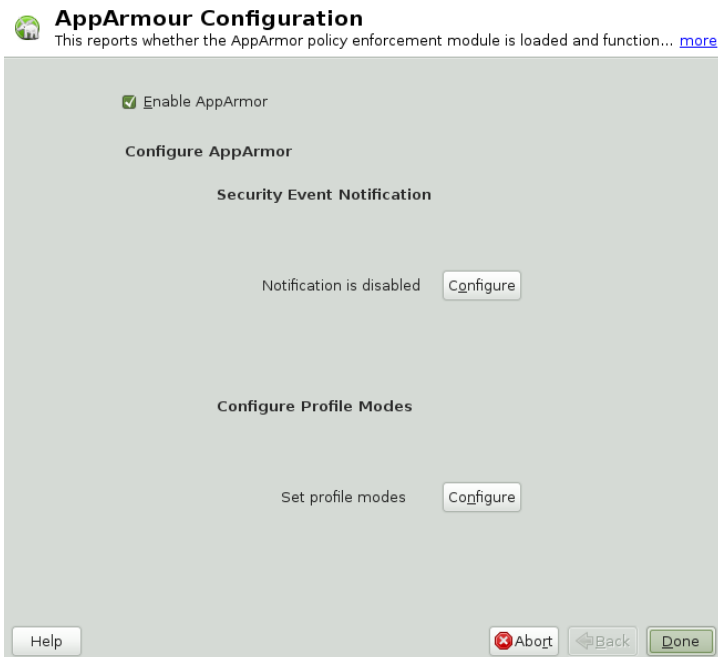 AppArmour Configuration
This reports whether the AppArmor policy enforcement module is loaded and function... more
Enable AppArmor
Configure AppArmor
Security Event Notification
Notification is disabled Configure
Configure Profile Modes
Set profile modes Configure
Help Abort Back Done